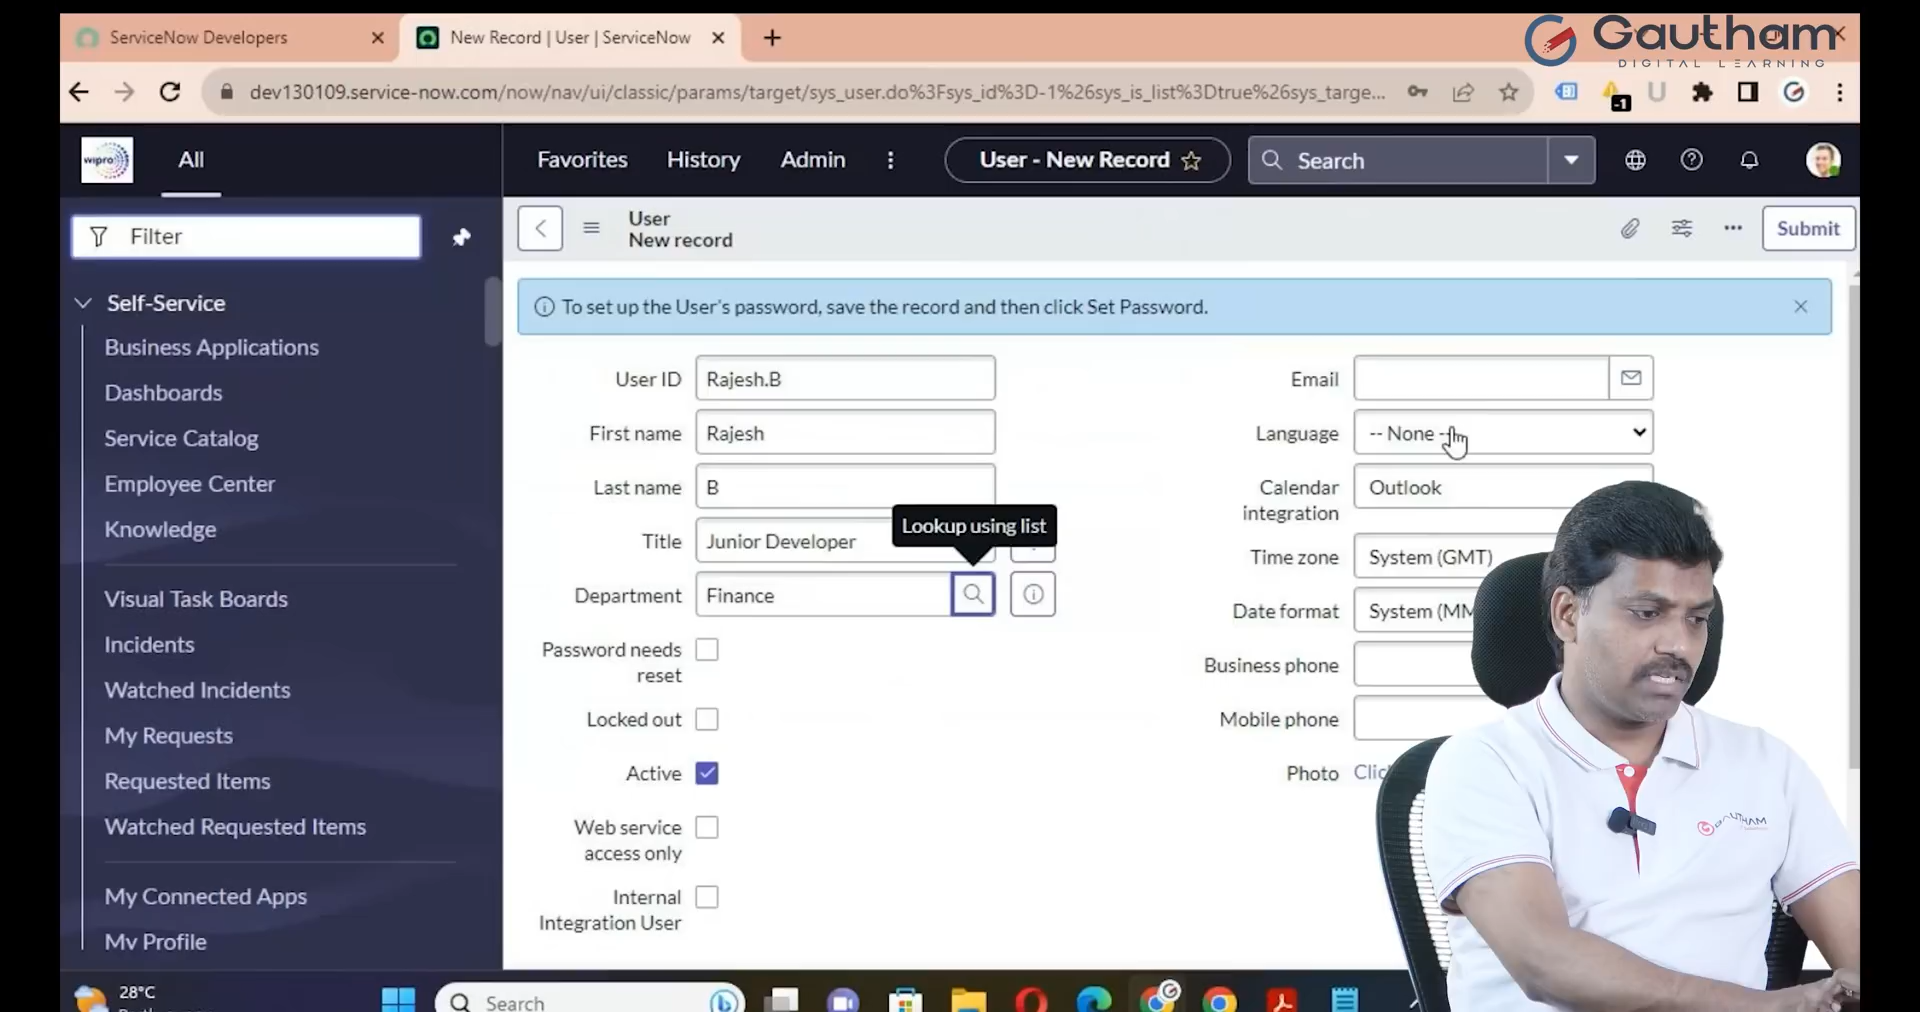 ServiceNow Developers
New Record | User | ServiceNow
Gautham
DIGITAL LEARNING
dev130109.service-now.com/now/nav/ui/classic/params/target/sys_user.do%3Fsys_id%3D-1%26sys_is_list%3Dtrue%26sys_targe...
-1
wipro
All
Favorites
History
Admin
User - New Record
Search
Filter
User
New record
Submit
Self-Service
Business Applications
Dashboards
Service Catalog
Employee Center
Knowledge
Visual Task Boards
Incidents
Watched Incidents
My Requests
Requested Items
Watched Requested Items
My Connected Apps
My Profile
To set up the User's password, save the record and then click Set Password.
User ID
Rajesh.B
First name
Rajesh
Last name
B
Lookup using list
Title
Junior Developer
Department
Finance
Password needs
reset
Locked out
Active
Web service
access only
Internal
Integration User
Email
Language
-- None --
Calendar
integration
Outlook
Time zone
System (GMT)
Date format
System (MM
Business phone
Mobile phone
Photo
Clic
GAUTHAM
28°C
Search